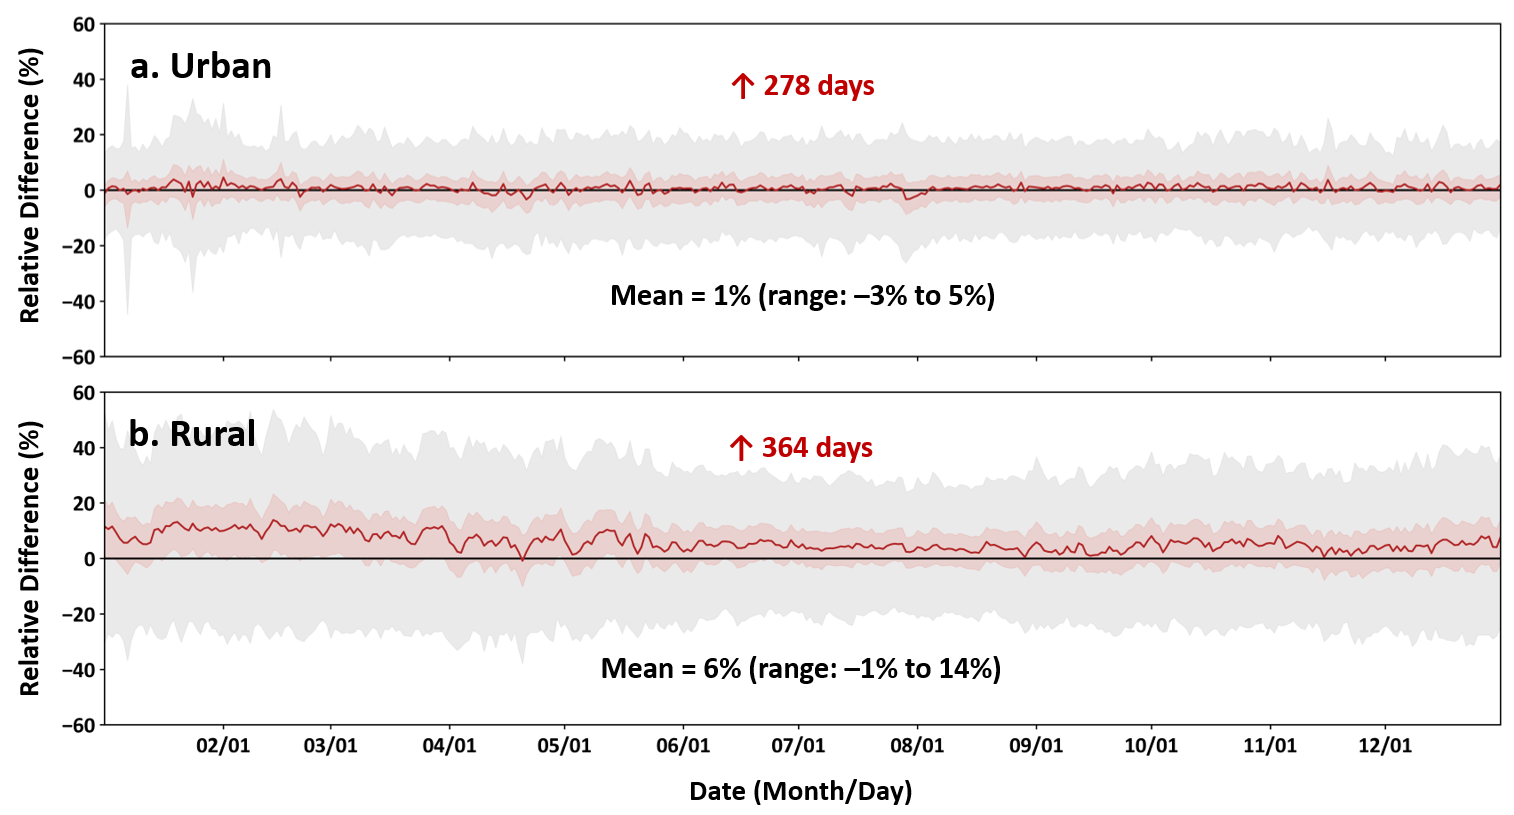 60
40
20
0
−20
−40
−60
Relative Difference (%)
a. Urban
↑ 278 days
Mean = 1% (range: –3% to 5%)
60
40
20
0
−20
−40
−60
Relative Difference (%)
b. Rural
↑ 364 days
Mean = 6% (range: –1% to 14%)
02/01 03/01 04/01 05/01 06/01 07/01 08/01 09/01 10/01 11/01 12/01
Date (Month/Day)